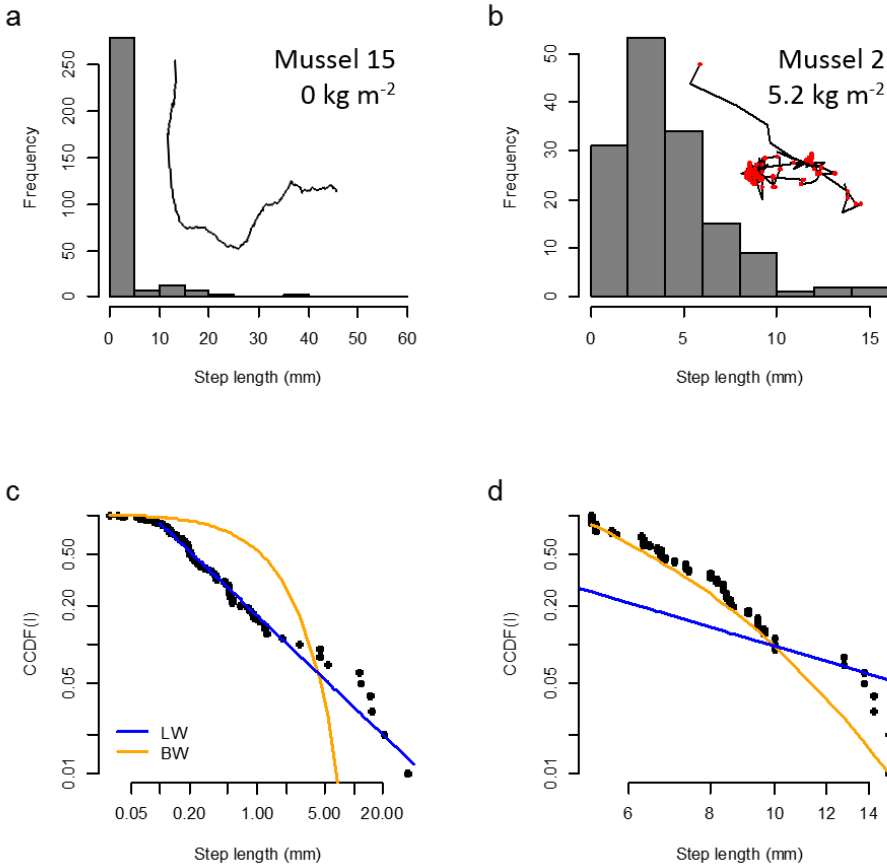 a
Mussel 15
0 kg m-2
Frequency
250
200
150
100
50
0
0 10 20 30 40 50 60
Step length (mm)
b
Mussel 2
5.2 kg m-2
Frequency
50
40
30
20
10
0
0 5 10 15
Step length (mm)
c
CCDF(l)
0.50
0.20
0.05
0.01
LW
BW
0.05 0.20 1.00 5.00 20.00
Step length (mm)
d
CCDF(l)
0.50
0.20
0.05
0.01
6 8 10 12 14
Step length (mm)